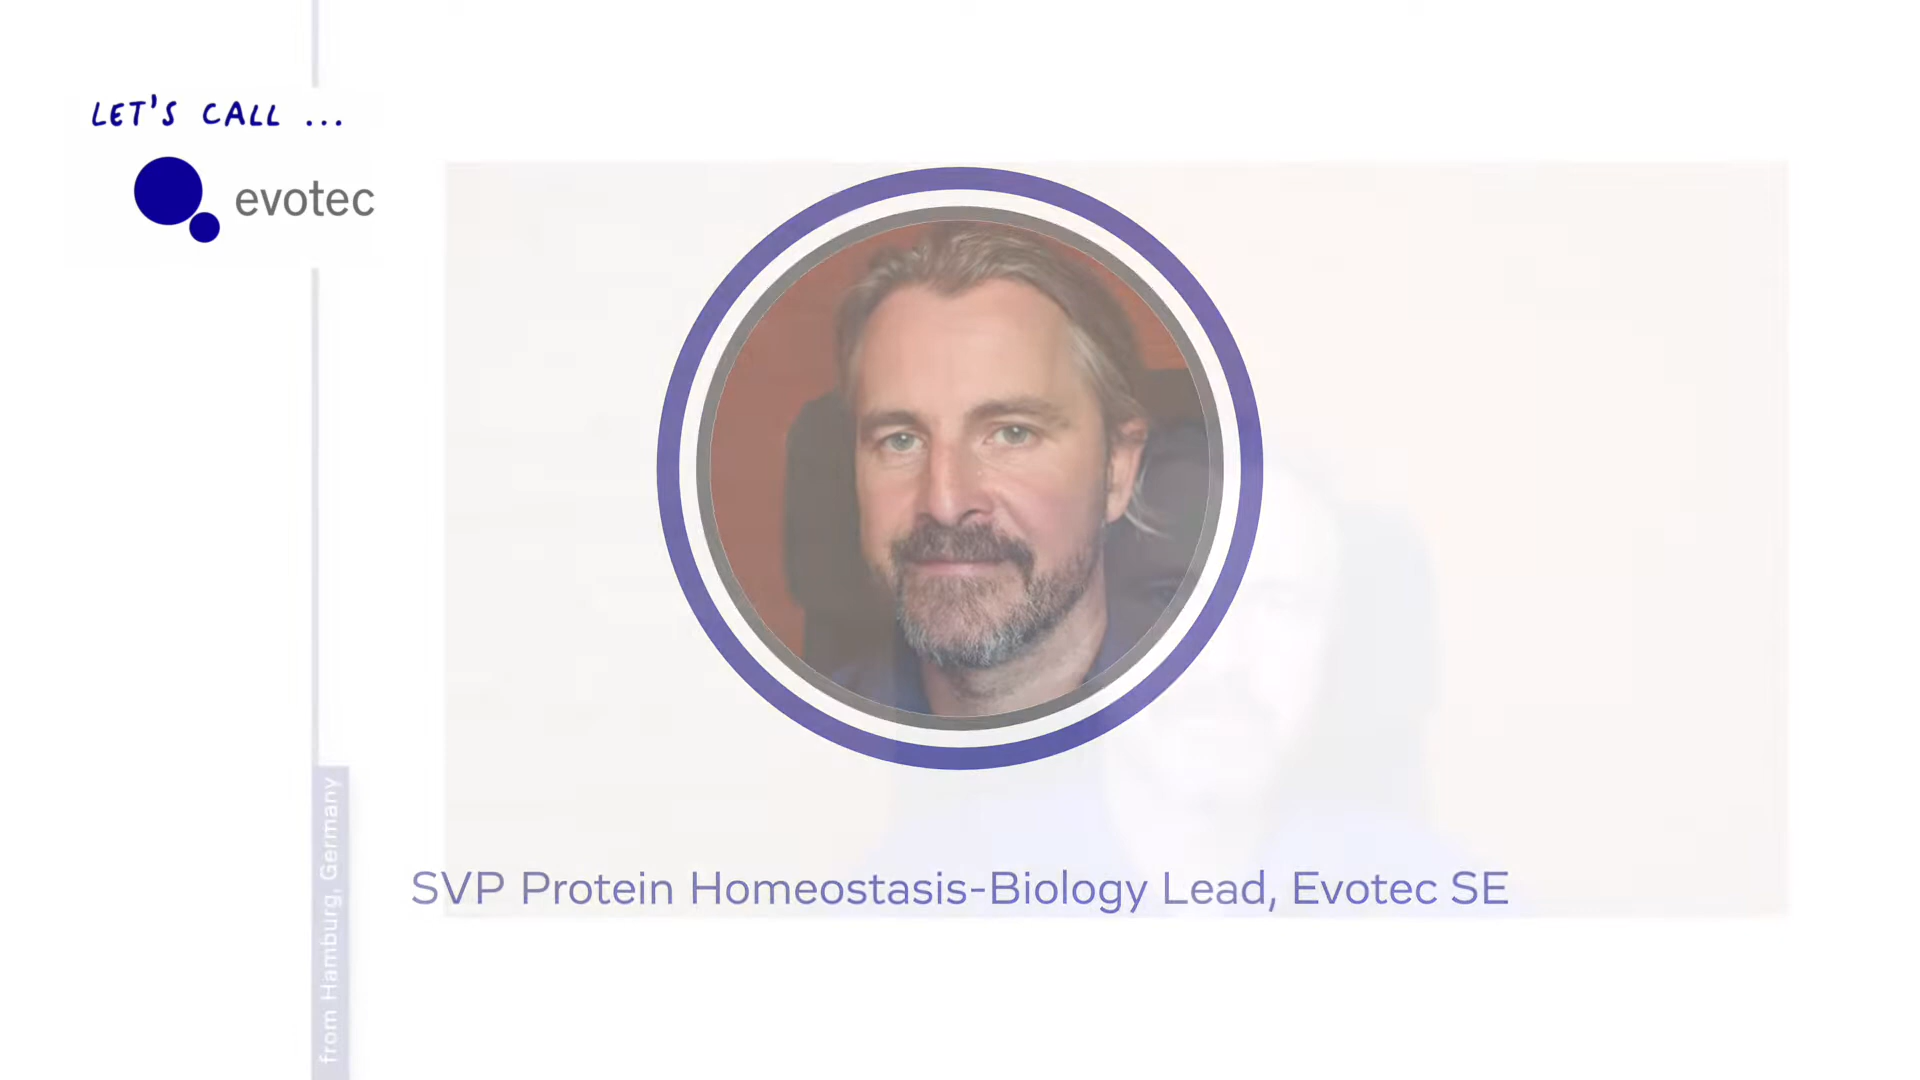 LET'S CALL ...
evotec
SVP Protein Homeostasis-Biology Lead, Evotec SE
from Hamburg, Germany